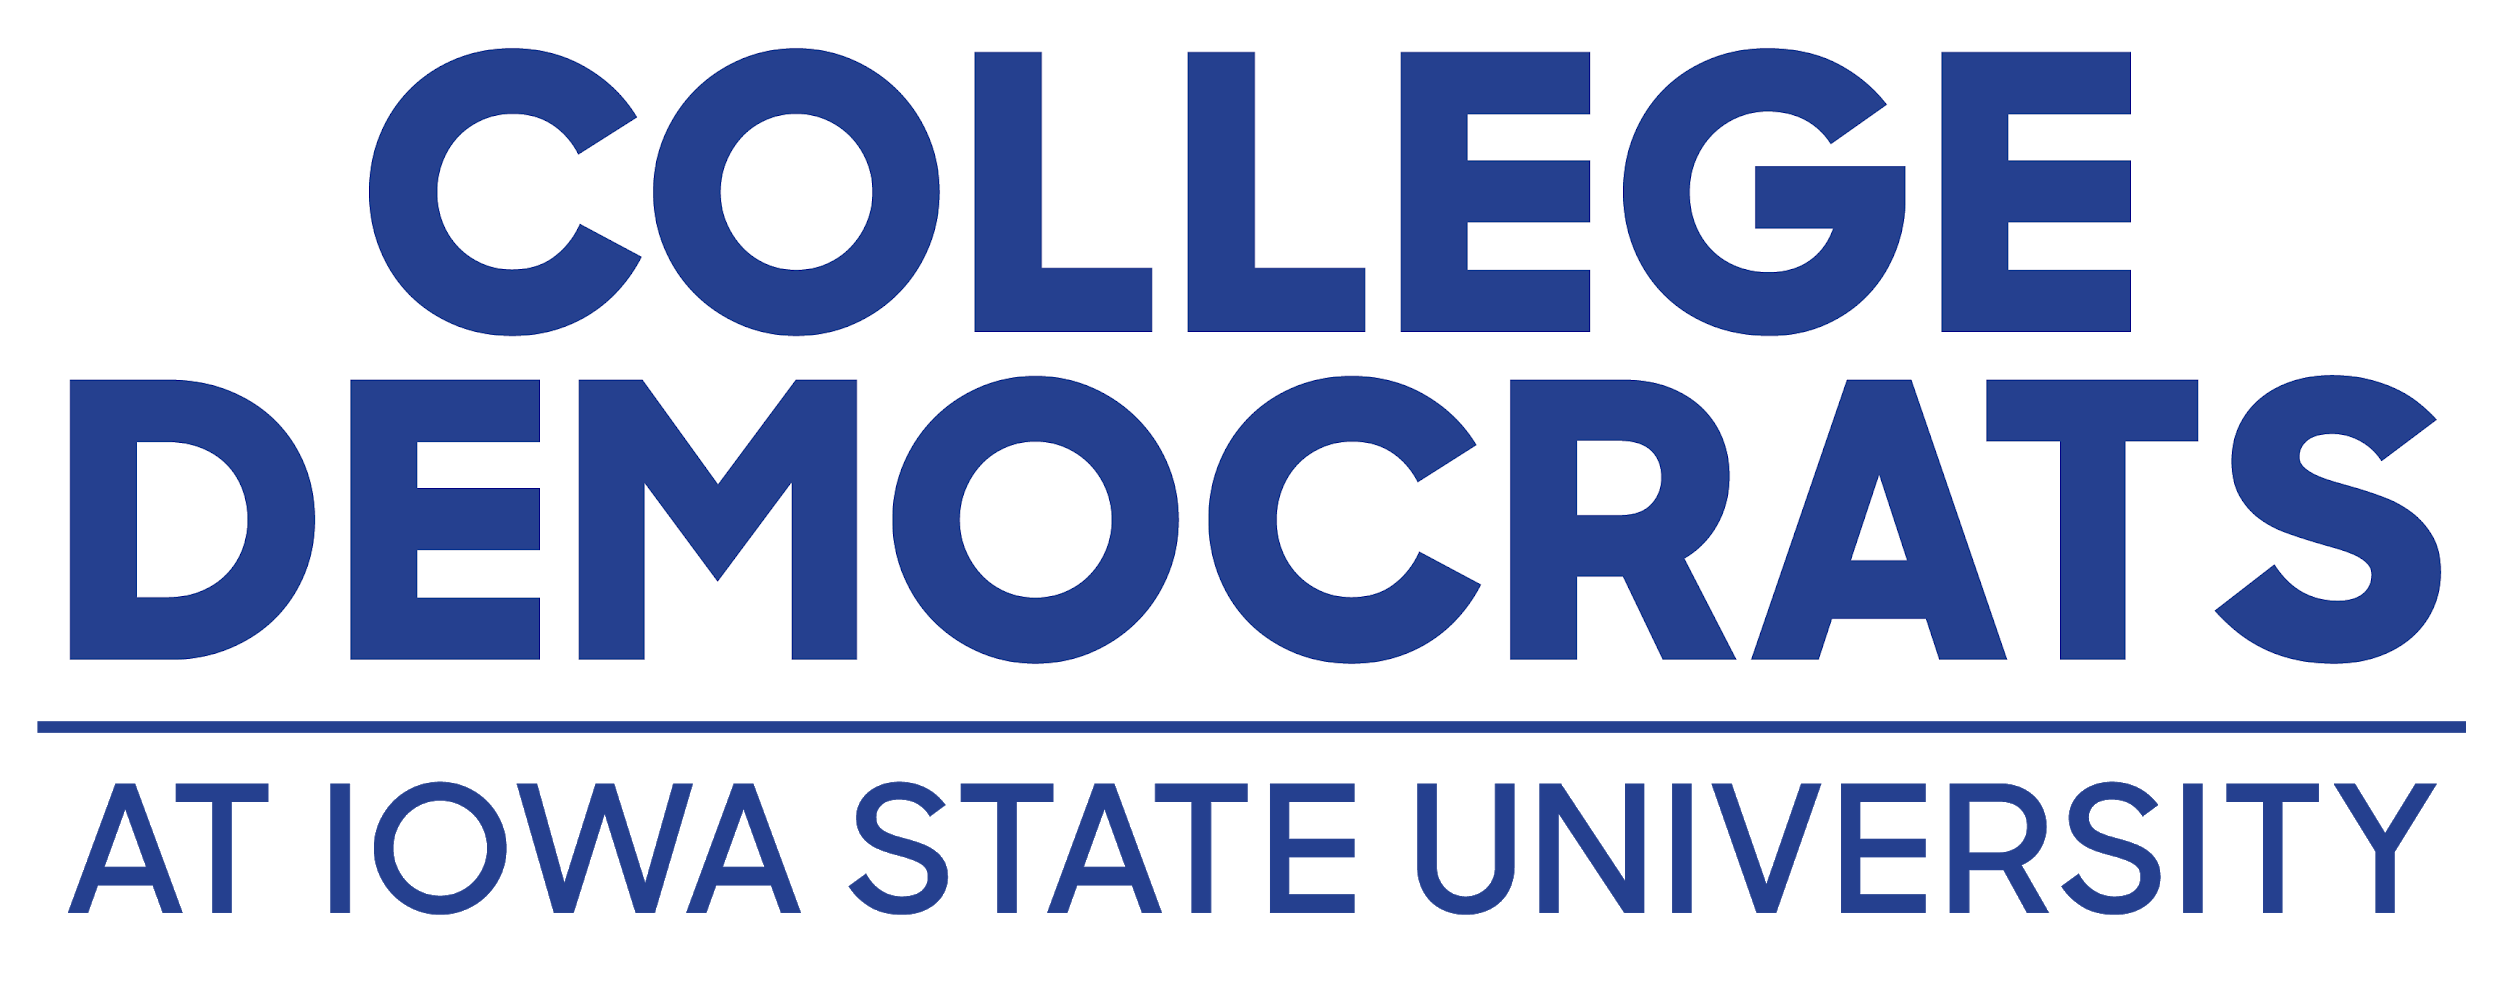 COLLEGE
DEMOCRATS
AT IOWA STATE UNIVERSITY